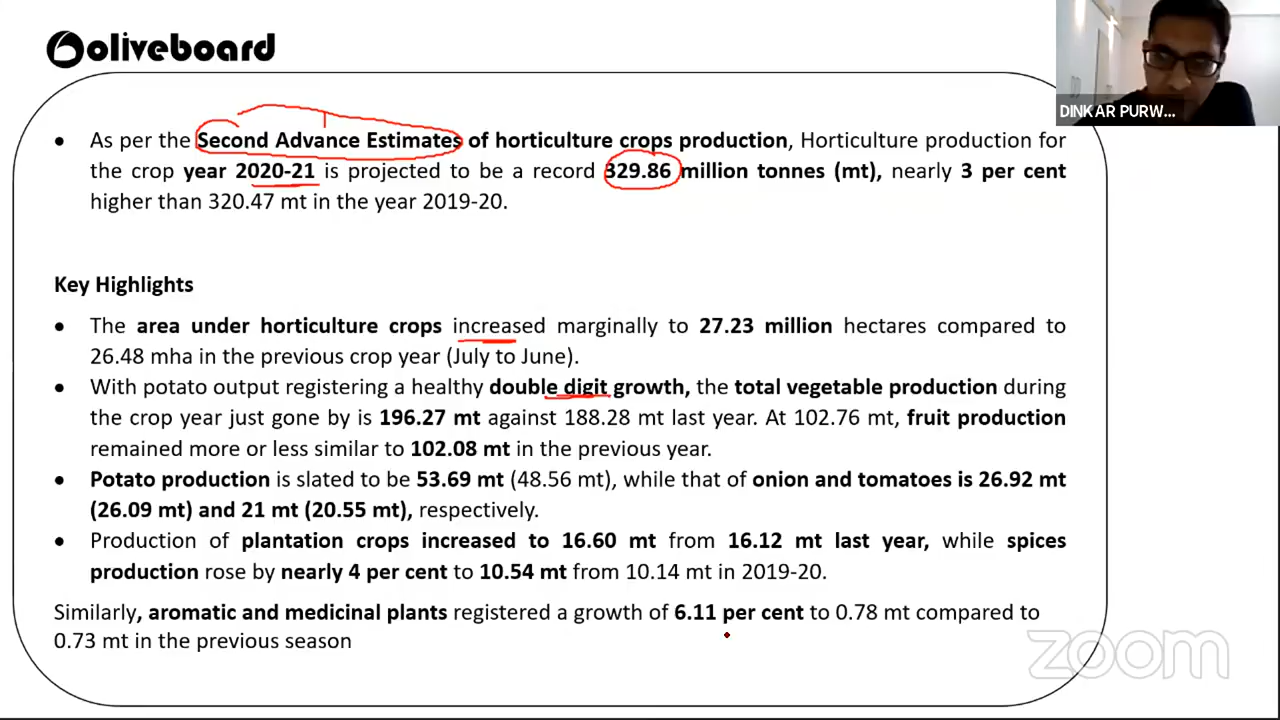 oliveboard
DINKAR PURW...
• As per the Second Advance Estimates of horticulture crops production, Horticulture production for
the crop year 2020-21 is projected to be a record 329.86 million tonnes (mt), nearly 3 per cent
higher than 320.47 mt in the year 2019-20.
Key Highlights
• The area under horticulture crops increased marginally to 27.23 million hectares compared to
26.48 mha in the previous crop year (July to June).
• With potato output registering a healthy double digit growth, the total vegetable production during
the crop year just gone by is 196.27 mt against 188.28 mt last year. At 102.76 mt, fruit production
remained more or less similar to 102.08 mt in the previous year.
• Potato production is slated to be 53.69 mt (48.56 mt), while that of onion and tomatoes is 26.92 mt
(26.09 mt) and 21 mt (20.55 mt), respectively.
• Production of plantation crops increased to 16.60 mt from 16.12 mt last year, while spices
production rose by nearly 4 per cent to 10.54 mt from 10.14 mt in 2019-20.
Similarly, aromatic and medicinal plants registered a growth of 6.11 per cent to 0.78 mt compared to
0.73 mt in the previous season
zoom